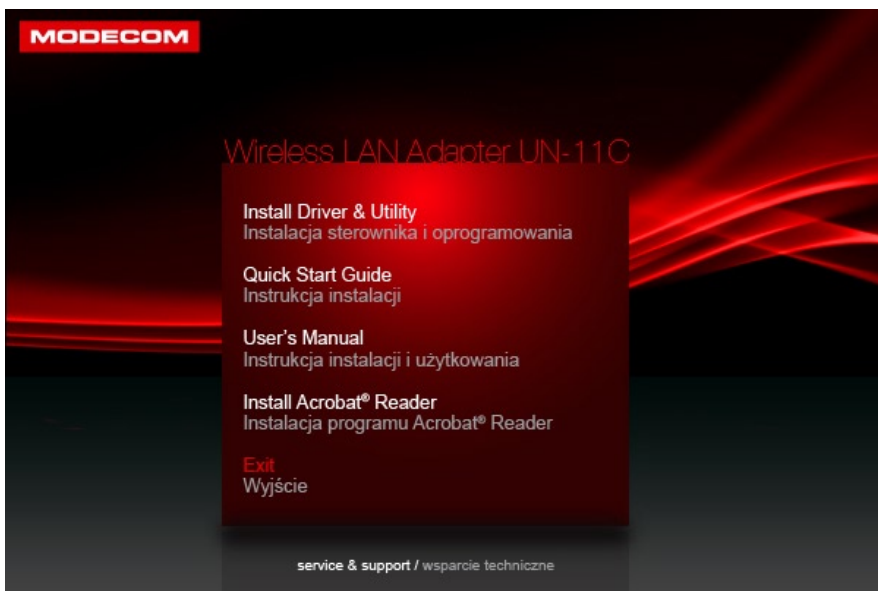 MODECOM
Wireless LAN Adapter UN-11C
Install Driver & Utility
Instalacja sterownika i oprogramowania
Quick Start Guide
Instrukcja instalacji
User's Manual
Instrukcja instalacji i użytkowania
Install Acrobat® Reader
Instalacja programu Acrobat® Reader
Exit
Wyjście
service & support / wsparcie techniczne